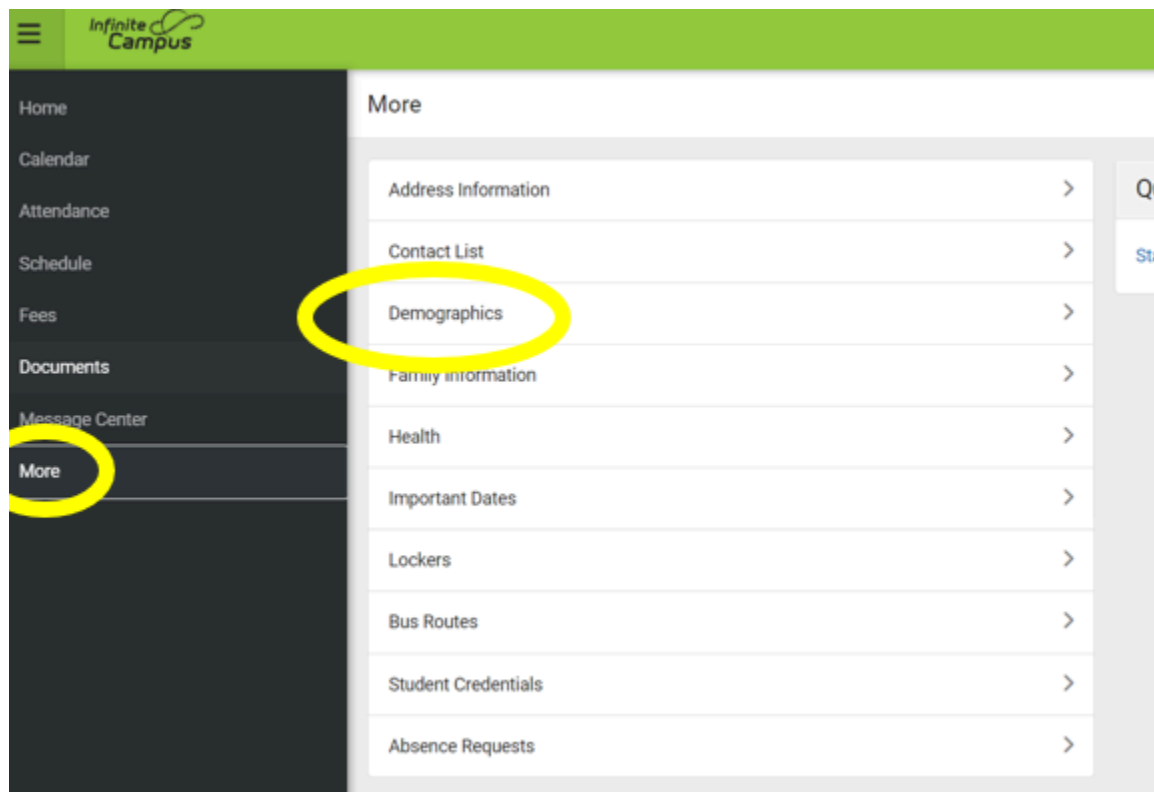 Infinite
Campus
Home
Calendar
Attendance
Schedule
Fees
Documents
Message Center
More
More
Address Information
Contact List
Demographics
Family Information
Health
Important Dates
Lockers
Bus Routes
Student Credentials
Absence Requests